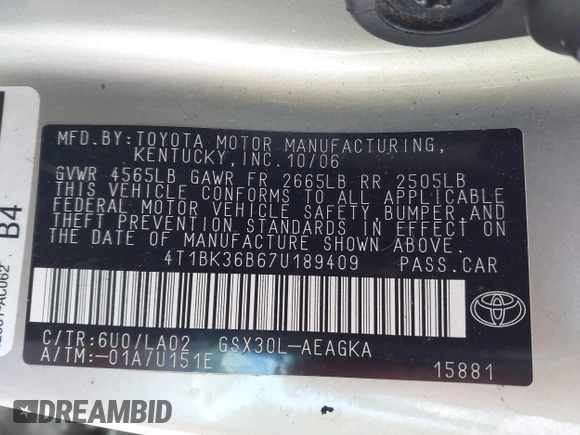 MFD.BY:TOYOTA MOTOR MANUFACTURING,
KENTUCKY,INC.10/06
GVWR 4565LB GAWR FR 2665LB RR 2505LB
THIS VEHICLE CONFORMS TO ALL APPLICABLE
FEDERAL MOTOR VEHICLE SAFETY,BUMPER,AND
THEFT PREVENTION STANDARDS IN EFFECT ON
THE DATE OF MANUFACTURE SHOWN ABOVE.
4T1BK36B67U189409 PASS.CAR
C/TR:6U0/LA02 GSX30L-AEAGKA
A/TM:-01A/U151E
15881
B4
DREAMBID